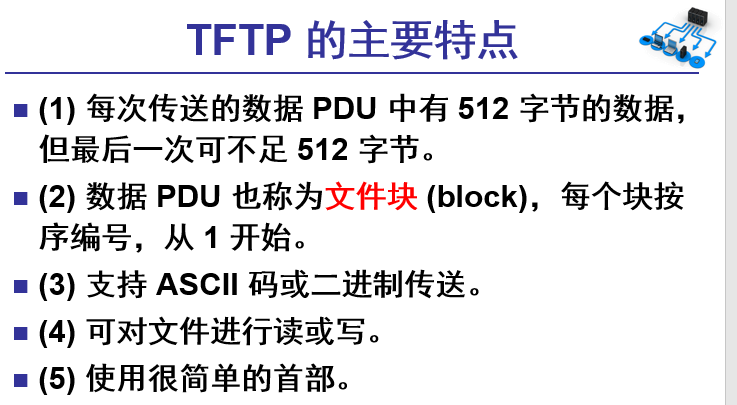 TFTP 的主要特点
(1) 每次传送的数据 PDU 中有 512 字节的数据，
但最后一次可不足 512 字节。
(2) 数据 PDU 也称为文件块 (block)，每个块按
序编号，从 1 开始。
(3) 支持 ASCII 码或二进制传送。
(4) 可对文件进行读或写。
(5) 使用很简单的首部。